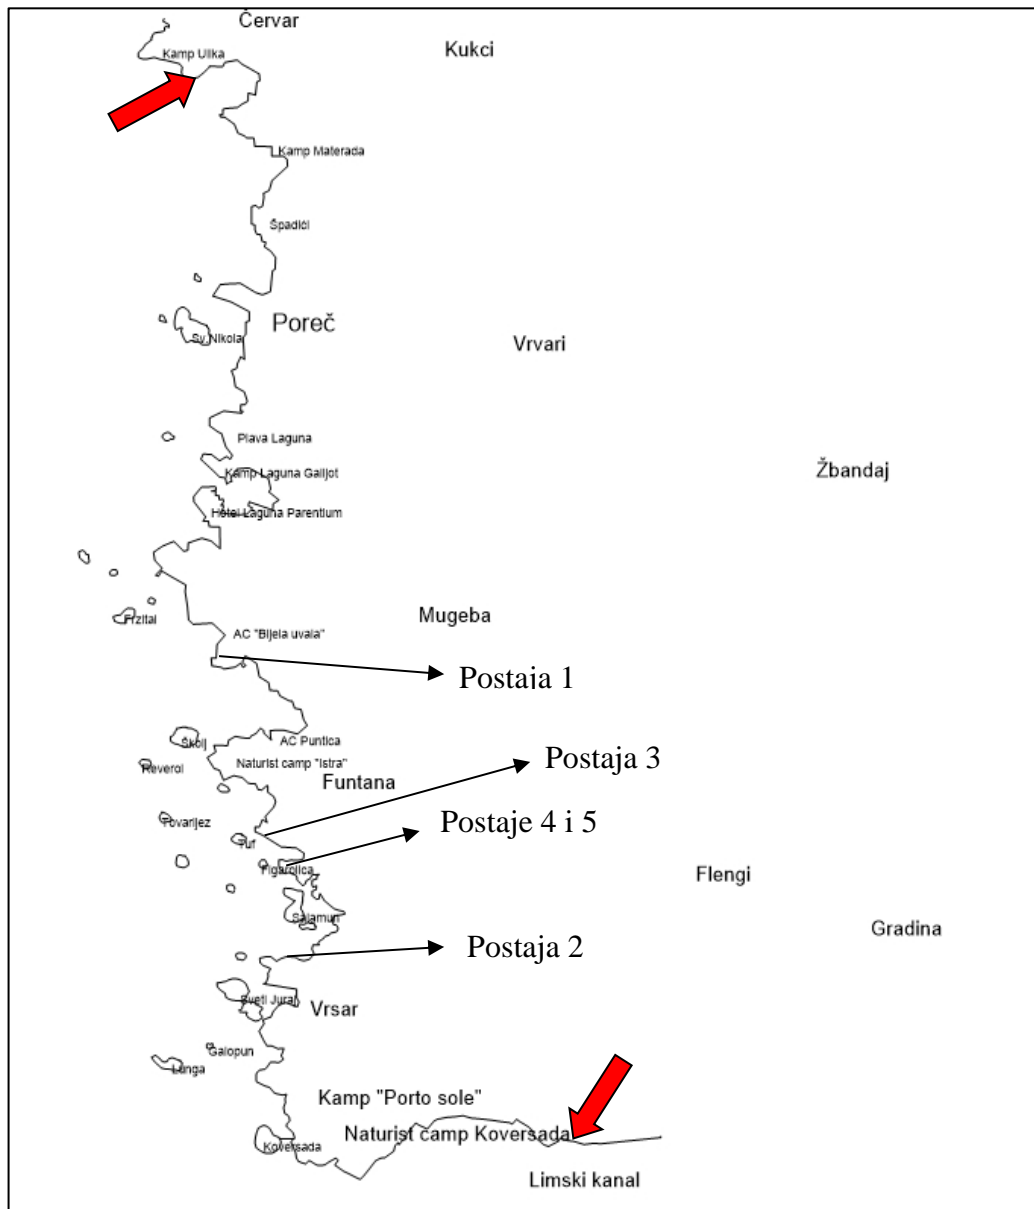 Červar
Kukci
Kamp Ulika
Kamp Materada
Špadići
Poreč
Sv.Nikola
Vrvari
Plava Laguna
Žbandaj
Kamp Laguna Galijot
Hotel Laguna Parentium
Mugeba
Frzital
AC "Bijela uvala"
Postaja 1
Školj
AC Puntica
Postaja 3
Reverol
Naturist camp "Istra"
Funtana
Tovarijez
Postaje 4 i 5
Tuf
Figarolica
Flengi
Salamun
Gradina
Postaja 2
Sveti Juraj
Vrsar
Galopun
Lunga
Kamp "Porto sole"
Naturist camp Koversada
Koversada
Limski kanal